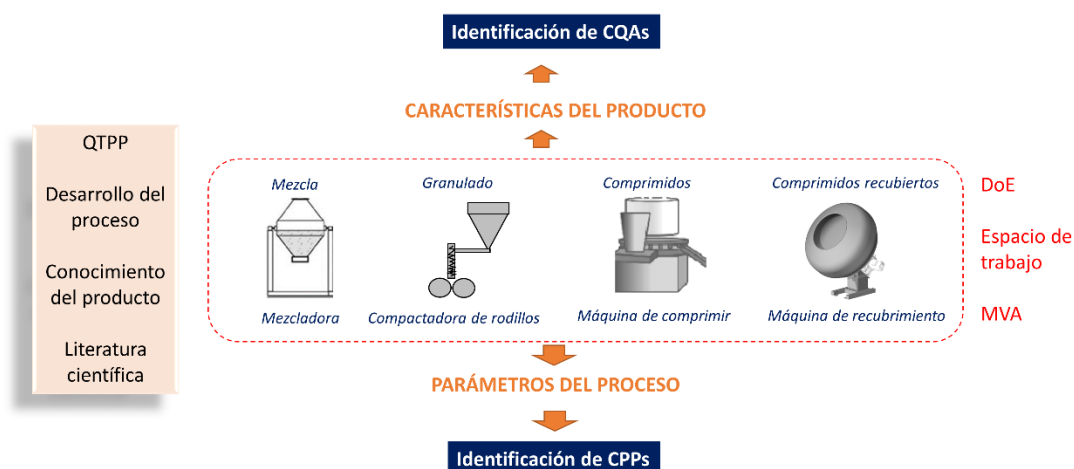 Identificación de CQAs
CARACTERÍSTICAS DEL PRODUCTO
QTPP
Desarrollo del
proceso
Conocimiento
del producto
Literatura
científica
Mezcla
Granulado
Comprimidos
Comprimidos recubiertos
Mezcladora
Compactadora de rodillos
Máquina de comprimir
Máquina de recubrimiento
DoE
Espacio de
trabajo
MVA
PARÁMETROS DEL PROCESO
Identificación de CPPs